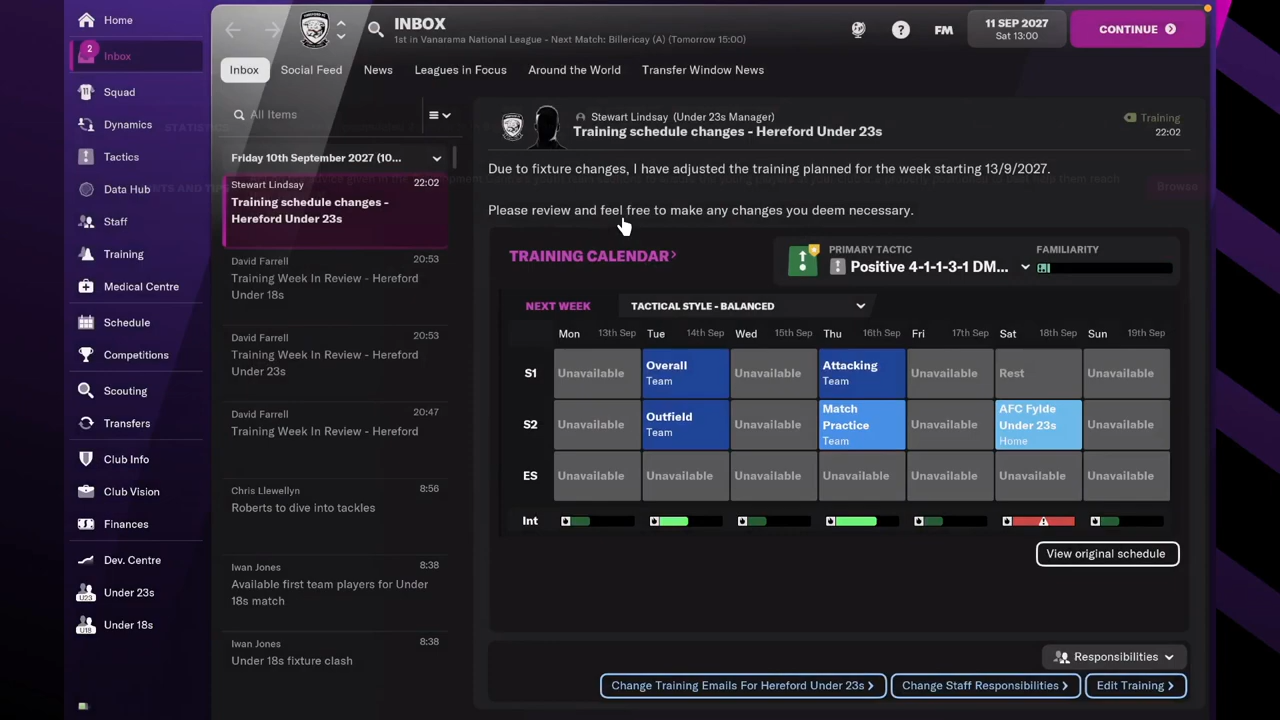 Home
2
Inbox
Squad
Dynamics
Tactics
Data Hub
Staff
Training
Medical Centre
Schedule
Competitions
Scouting
Transfers
Club Info
Club Vision
Finances
Dev. Centre
Under 23s
Under 18s
INBOX
1st in Vanarama National League - Next Match: Billericay (A) (Tomorrow 15:00)
?
FM
11 SEP 2027
Sat 13:00
CONTINUE
Inbox
Social Feed
News
Leagues in Focus
Around the World
Transfer Window News
All Items
Friday 10th September 2027 (10...
Stewart Lindsay 22:02
Training schedule changes -
Hereford Under 23s
David Farrell 20:53
Training Week In Review - Hereford
Under 18s
David Farrell 20:53
Training Week In Review - Hereford
Under 23s
David Farrell 20:47
Training Week In Review - Hereford
Chris Llewellyn 8:56
Roberts to dive into tackles
Iwan Jones 8:38
Available first team players for Under
18s match
Iwan Jones 8:38
Under 18s fixture clash
Stewart Lindsay (Under 23s Manager)
Training schedule changes - Hereford Under 23s
Training
22:02
Due to fixture changes, I have adjusted the training planned for the week starting 13/9/2027.
Browse
Please review and feel free to make any changes you deem necessary.
TRAINING CALENDAR>
PRIMARY TACTIC
Positive 4-1-1-3-1 DM...
FAMILIARITY
NEXT WEEK
TACTICAL STYLE - BALANCED
Mon 13th Sep Tue 14th Sep Wed 15th Sep Thu 16th Sep Fri 17th Sep Sat 18th Sep Sun 19th Sep
S1 Unavailable Overall Team Unavailable Attacking Team Unavailable Rest Unavailable
S2 Unavailable Outfield Team Unavailable Match Practice Team Unavailable AFC Fylde Under 23s Home Unavailable
ES Unavailable Unavailable Unavailable Unavailable Unavailable Unavailable Unavailable
Int
View original schedule
Responsibilities
Change Training Emails For Hereford Under 23s >
Change Staff Responsibilities >
Edit Training >